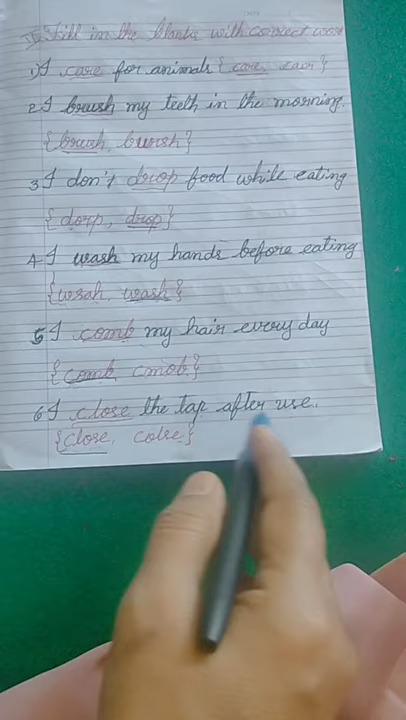 II Fill in the blanks with correct wor
1) I care for animals {care, caer}
2. I brush my teeth in the morning.
{brush, bursh}
3 I don't drop food while eating
{dorp, drop}
4 I wash my hands before eating
{wsah, wash}
5 I comb my hair every day
{comb, cmob}
6 I close the tap after use.
{close, colse}